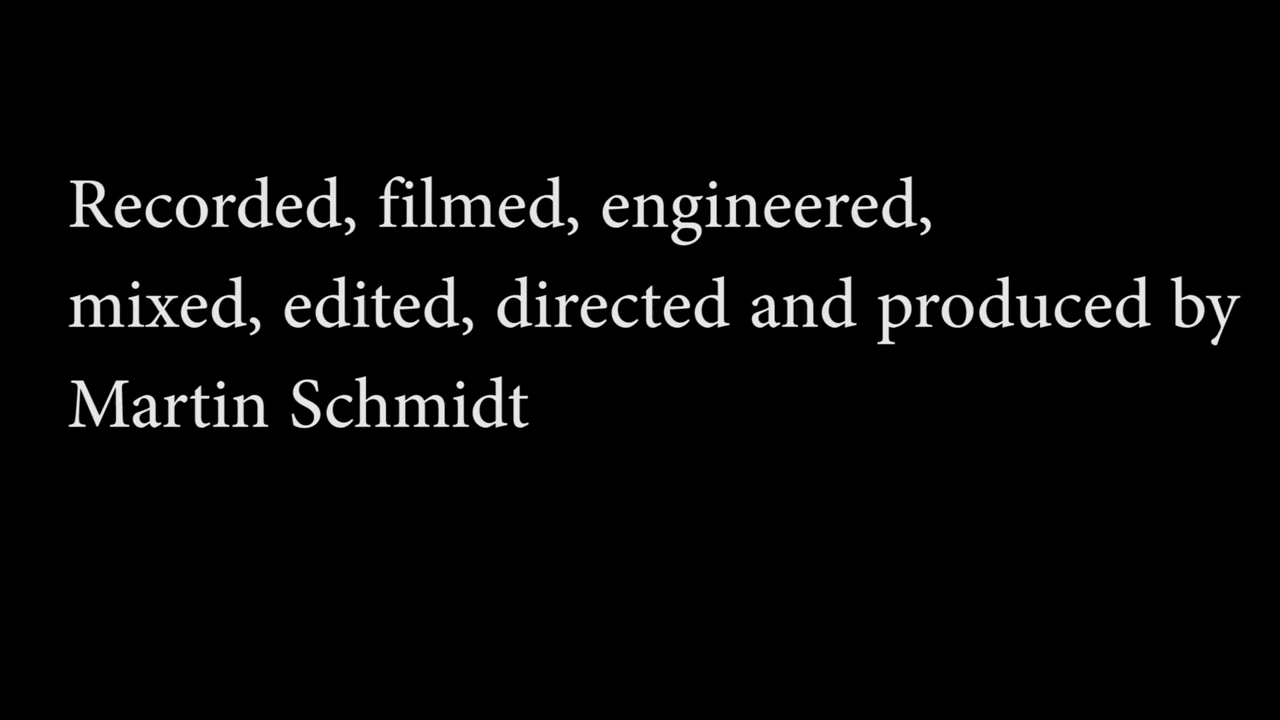 Recorded, filmed, engineered,
mixed, edited, directed and produced by
Martin Schmidt